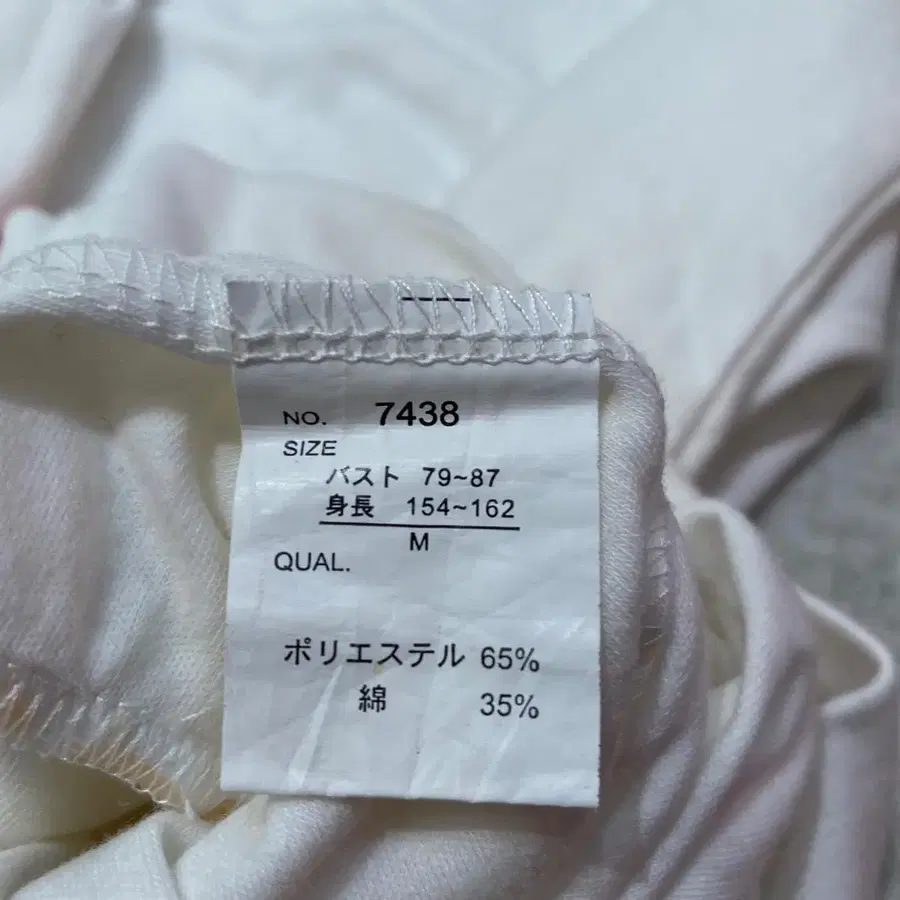 NO. 7438
SIZE
バスト 79~87
身長 154~162
M
QUAL.
ポリエステル 65%
綿 35%